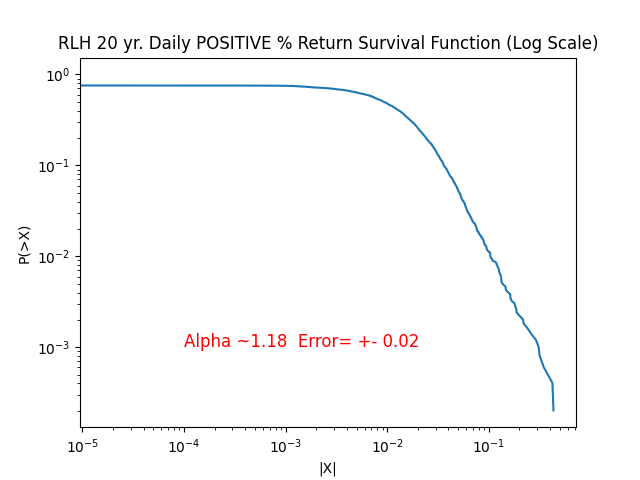 RLH 20 yr. Daily POSITIVE % Return Survival Function (Log Scale)
P(>X)
10⁰
10⁻¹
10⁻²
10⁻³
Alpha ~1.18  Error= +- 0.02
10⁻⁵ 10⁻⁴ 10⁻³ 10⁻² 10⁻¹
|X|